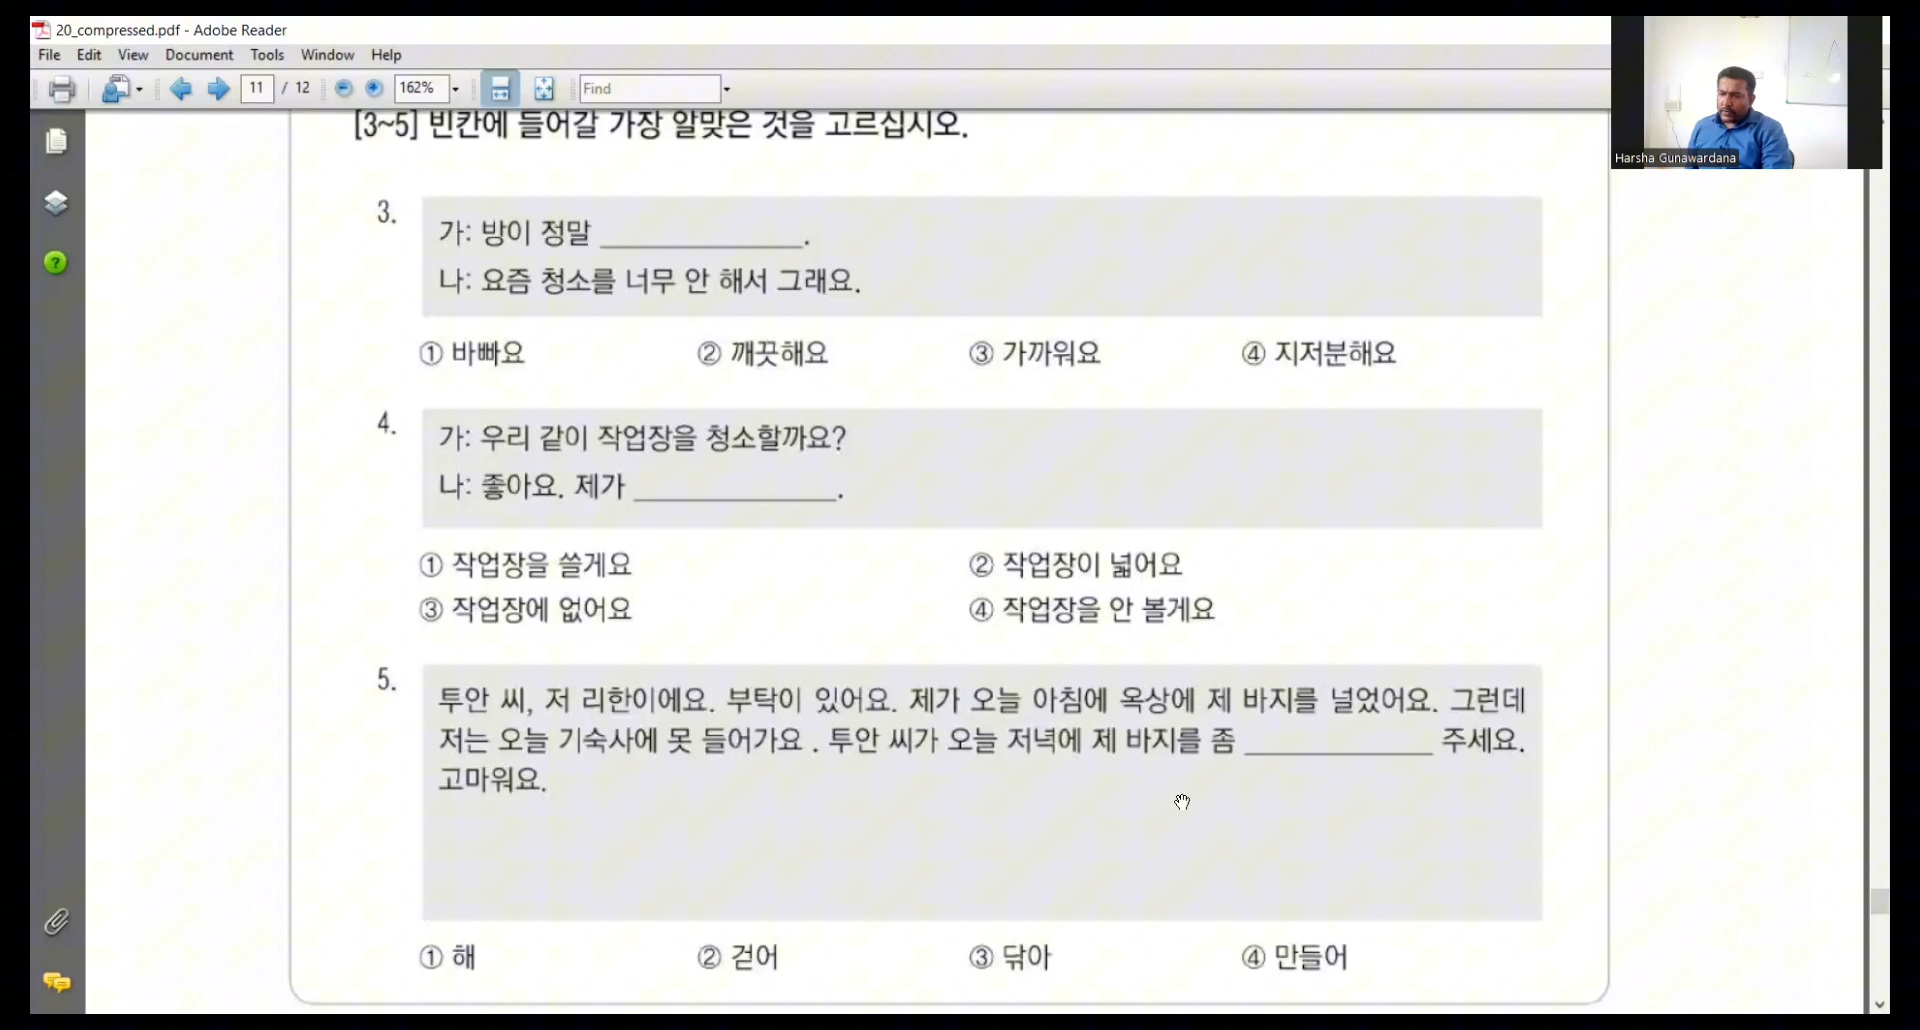 20_compressed.pdf - Adobe Reader
File Edit View Document Tools Window Help
11 / 12 162% Find
Harsha Gunawardana
[3~5] 빈칸에 들어갈 가장 알맞은 것을 고르십시오.
3.
가: 방이 정말 ______________.
나: 요즘 청소를 너무 안 해서 그래요.
① 바빠요 ② 깨끗해요 ③ 가까워요 ④ 지저분해요
4.
가: 우리 같이 작업장을 청소할까요?
나: 좋아요. 제가 ______________.
① 작업장을 쓸게요 ② 작업장이 넓어요
③ 작업장에 없어요 ④ 작업장을 안 볼게요
5.
투안 씨, 저 리한이에요. 부탁이 있어요. 제가 오늘 아침에 옥상에 제 바지를 널었어요. 그런데
저는 오늘 기숙사에 못 들어가요 . 투안 씨가 오늘 저녁에 제 바지를 좀 ______________ 주세요.
고마워요.
① 해 ② 걷어 ③ 닦아 ④ 만들어